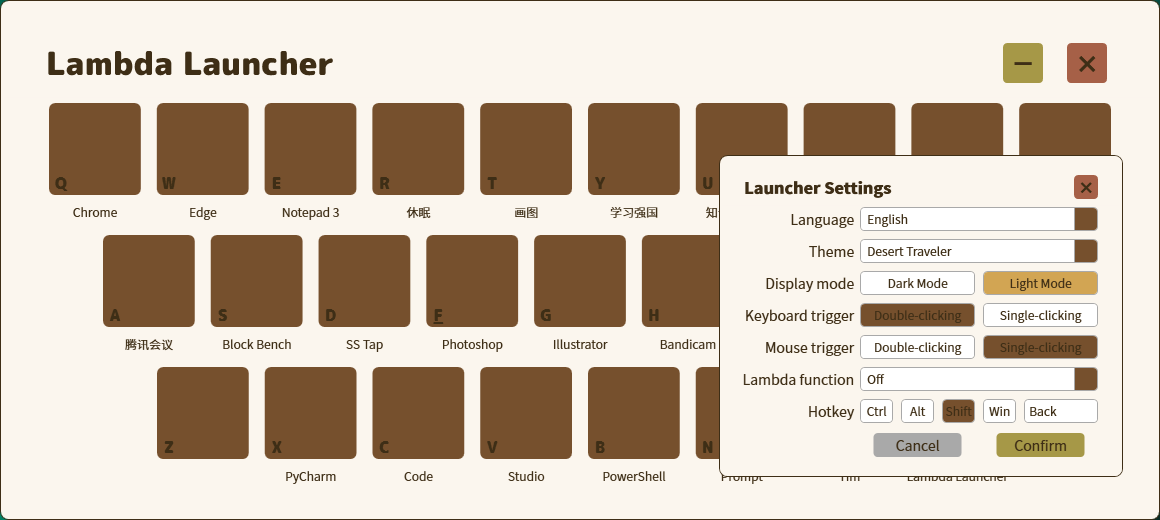 Lambda Launcher
Q W E R T Y U
Chrome Edge Notepad 3 休眠 画图 学习强国 知
A S D F G H
腾讯会议 Block Bench SS Tap Photoshop Illustrator Bandicam
Z X C V B N
PyCharm Code Studio PowerShell Prompt Tim Lambda Launcher
Launcher Settings
Language English
Theme Desert Traveler
Display mode Dark Mode Light Mode
Keyboard trigger Double-clicking Single-clicking
Mouse trigger Double-clicking Single-clicking
Lambda function Off
Hotkey Ctrl Alt Shift Win Back
Cancel Confirm